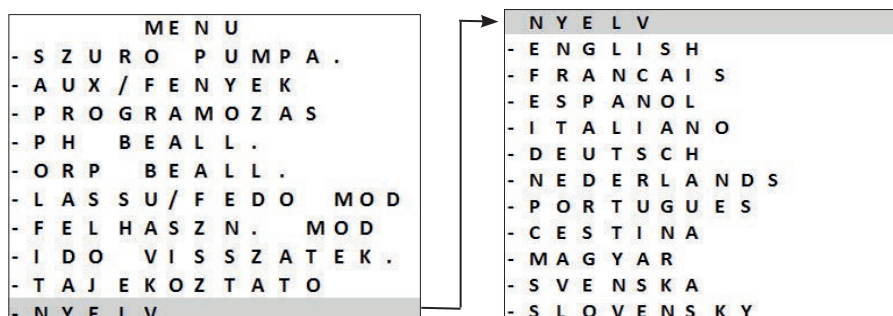 MENU
-SZURO PUMPA.
-AUX/FENYEK
-PROGRAMOZAS
-PH BEALL.
-ORP BEALL.
-LASSU/FEDO MOD
-FELHASZN. MOD
-IDO VISSZATEK.
-TAJEKOZTATO
-NYELV
NYELV
-ENGLISH
-FRANCAIS
-ESPANOL
-ITALIANO
-DEUTSCH
-NEDERLANDS
-PORTUGUES
-CESTINA
-MAGYAR
-SVENSKA
-SLOVENSKY